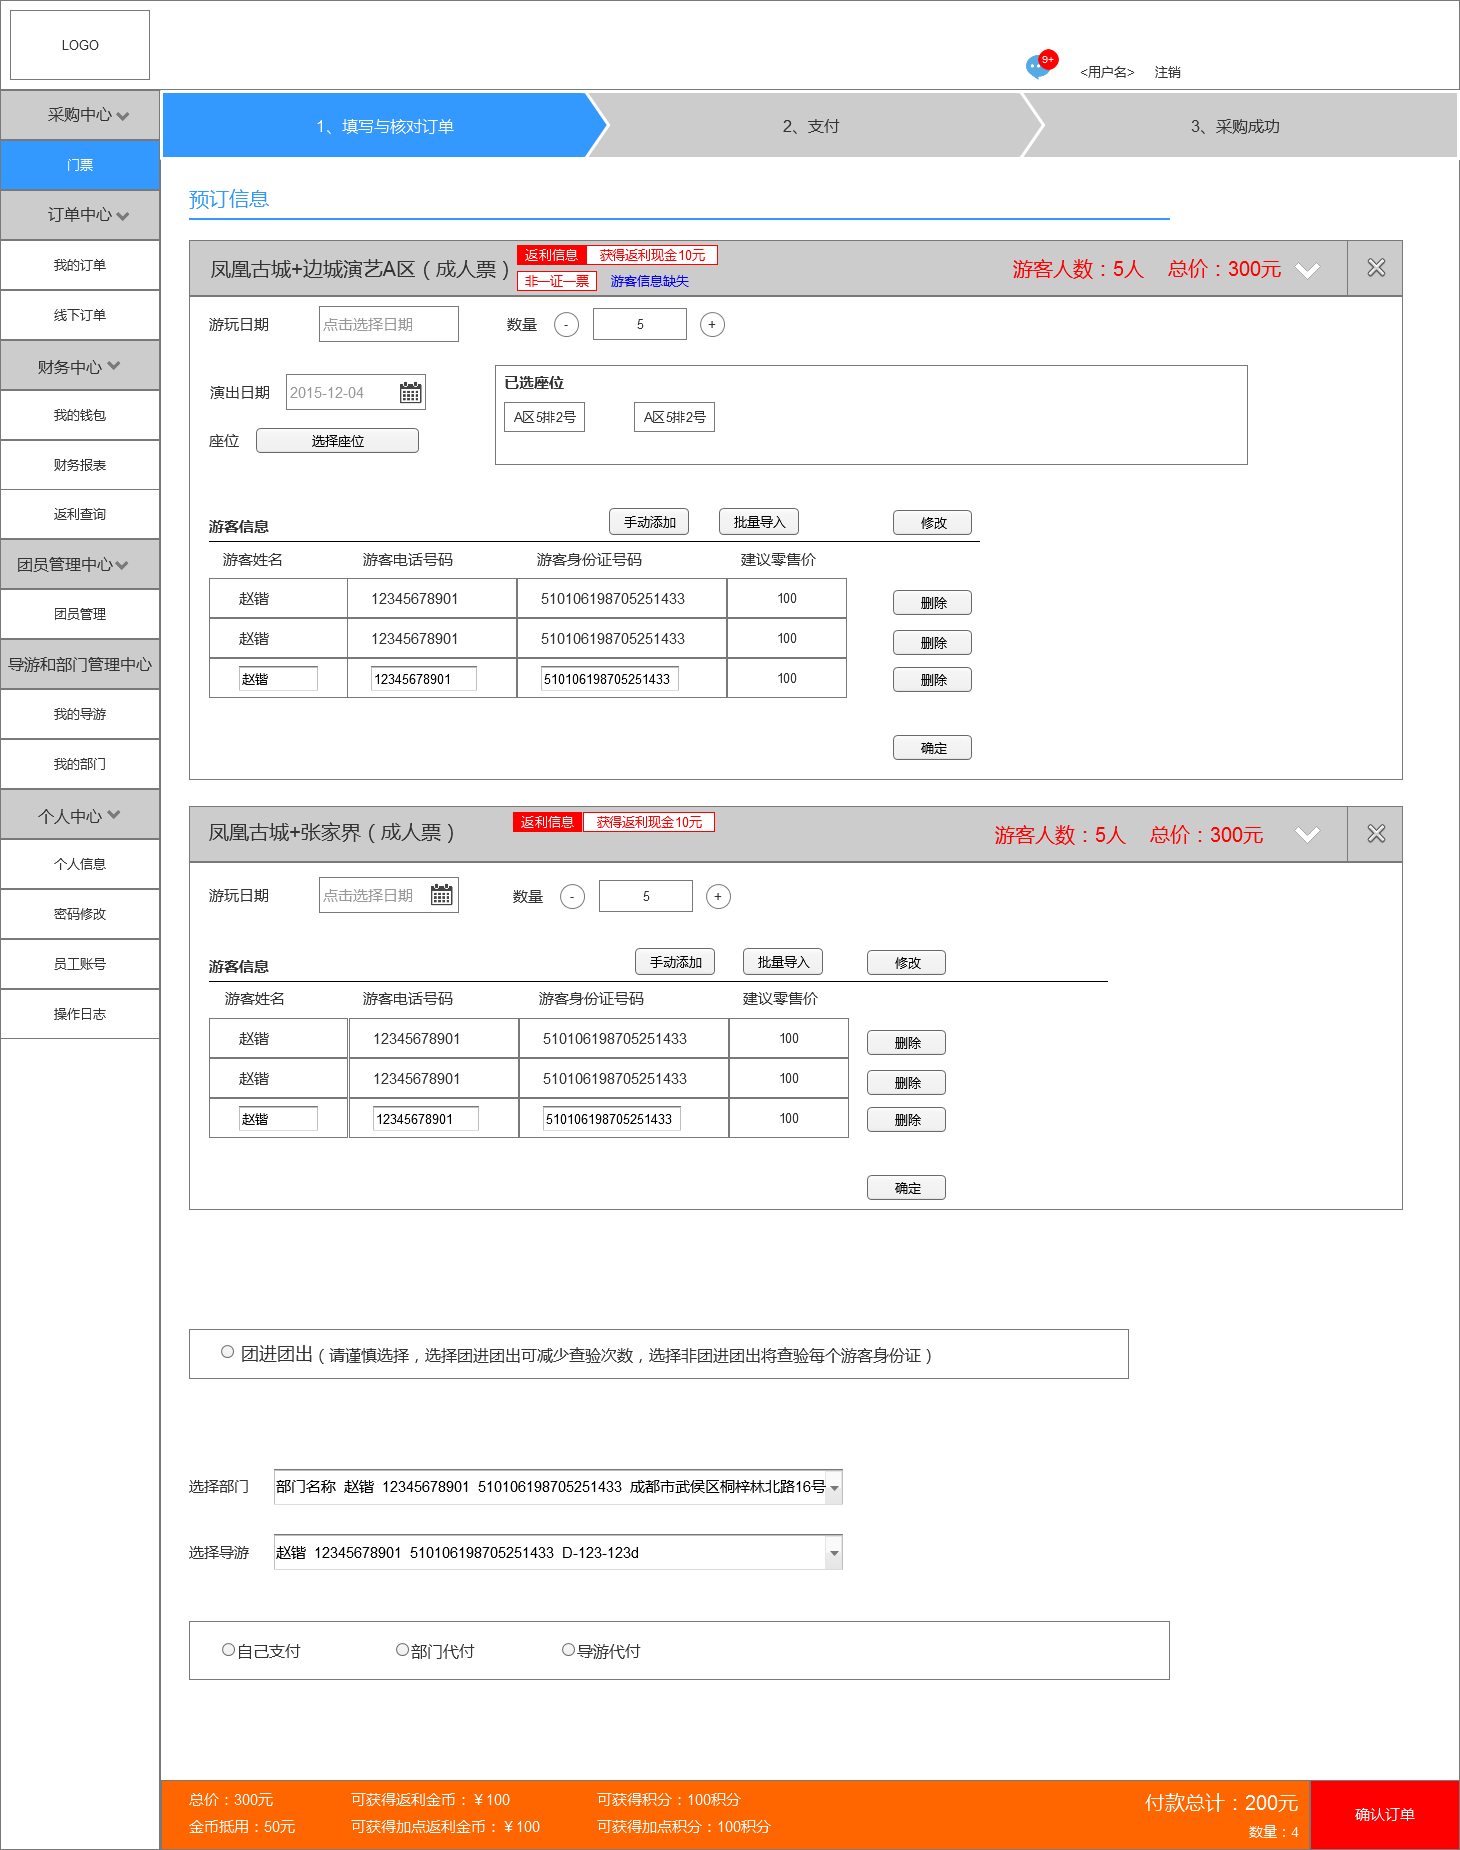 LOGO
9+
<用户名>
注销
采购中心
门票
订单中心
我的订单
线下订单
财务中心
我的钱包
财务报表
返利查询
团员管理中心
团员管理
导游和部门管理中心
我的导游
我的部门
个人中心
个人信息
密码修改
员工账号
操作日志
1、填写与核对订单
2、支付
3、采购成功
预订信息
凤凰古城+边城演艺A区（成人票）
返利信息 获得返利现金10元
非一证一票 游客信息缺失
游客人数：5人 总价：300元
游玩日期 点击选择日期 数量 - 5 +
演出日期 2015-12-04
座位 选择座位
已选座位
A区5排2号 A区5排2号
游客信息 手动添加 批量导入 修改
游客姓名 游客电话号码 游客身份证号码 建议零售价
赵锴 12345678901 510106198705251433 100 删除
赵锴 12345678901 510106198705251433 100 删除
赵锴 12345678901 510106198705251433 100 删除
确定
凤凰古城+张家界（成人票）
返利信息 获得返利现金10元
游客人数：5人 总价：300元
游玩日期 点击选择日期 数量 - 5 +
游客信息 手动添加 批量导入 修改
游客姓名 游客电话号码 游客身份证号码 建议零售价
赵锴 12345678901 510106198705251433 100 删除
赵锴 12345678901 510106198705251433 100 删除
赵锴 12345678901 510106198705251433 100 删除
确定
团进团出（请谨慎选择，选择团进团出可减少查验次数，选择非团进团出将查验每个游客身份证）
选择部门 部门名称 赵锴 12345678901 510106198705251433 成都市武侯区桐梓林北路16号
选择导游 赵锴 12345678901 510106198705251433 D-123-123d
自己支付 部门代付 导游代付
总价：300元 可获得返利金币：￥100 可获得积分：100积分
金币抵用：50元 可获得加点返利金币：￥100 可获得加点积分：100积分
付款总计：200元
数量：4
确认订单